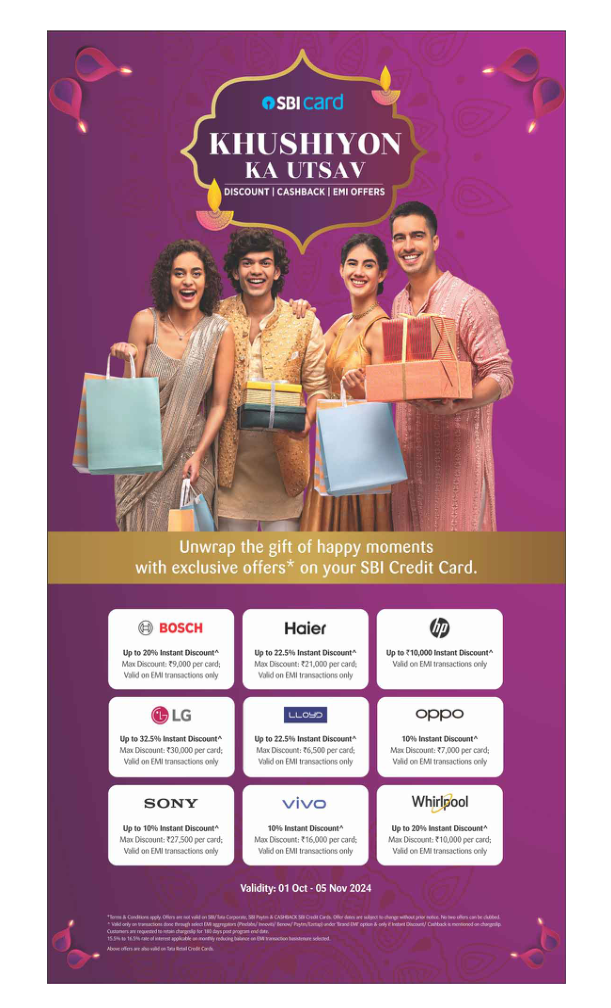 SBI card
KHUSHIYON
KA UTSAV
DISCOUNT | CASHBACK | EMI OFFERS
Unwrap the gift of happy moments
with exclusive offers* on your SBI Credit Card.
BOSCH
Up to 20% Instant Discount^
Max Discount: ₹9,000 per card;
Valid on EMI transactions only
Haier
Up to 22.5% Instant Discount^
Max Discount: ₹21,000 per card;
Valid on EMI transactions only
hp
Up to ₹10,000 Instant Discount^
Valid on EMI transactions only
LG
Up to 32.5% Instant Discount^
Max Discount: ₹30,000 per card;
Valid on EMI transactions only
LLOYD
Up to 22.5% Instant Discount^
Max Discount: ₹6,500 per card;
Valid on EMI transactions only
oppo
10% Instant Discount^
Max Discount: ₹7,000 per card;
Valid on EMI transactions only
SONY
Up to 10% Instant Discount^
Max Discount: ₹27,500 per card;
Valid on EMI transactions only
vivo
10% Instant Discount^
Max Discount: ₹16,000 per card;
Valid on EMI transactions only
Whirlpool
Up to 20% Instant Discount^
Max Discount: ₹10,000 per card;
Valid on EMI transactions only
Validity: 01 Oct - 05 Nov 2024
*Terms & Conditions apply. Offers are not valid on SBI/Tata Corporate, SBI Paytm & CASHBACK SBI Credit Cards. Offer dates are subject to change without prior notice. No two offers can be clubbed.
^ Valid only on transactions done through select EMI aggregators (Pinelabs/ Innoviti/ Benow/ Paytm/ under 'Brand EMI' option & only if Instant Discount/ Cashback is mentioned on chargeslip.
Customers are requested to retain chargeslip for 180 days post program end date.
15.5% to 16.5% rate of interest applicable on monthly reducing balance on EMI transaction selected.
Above offers are also valid on Tata Retail Credit Cards.